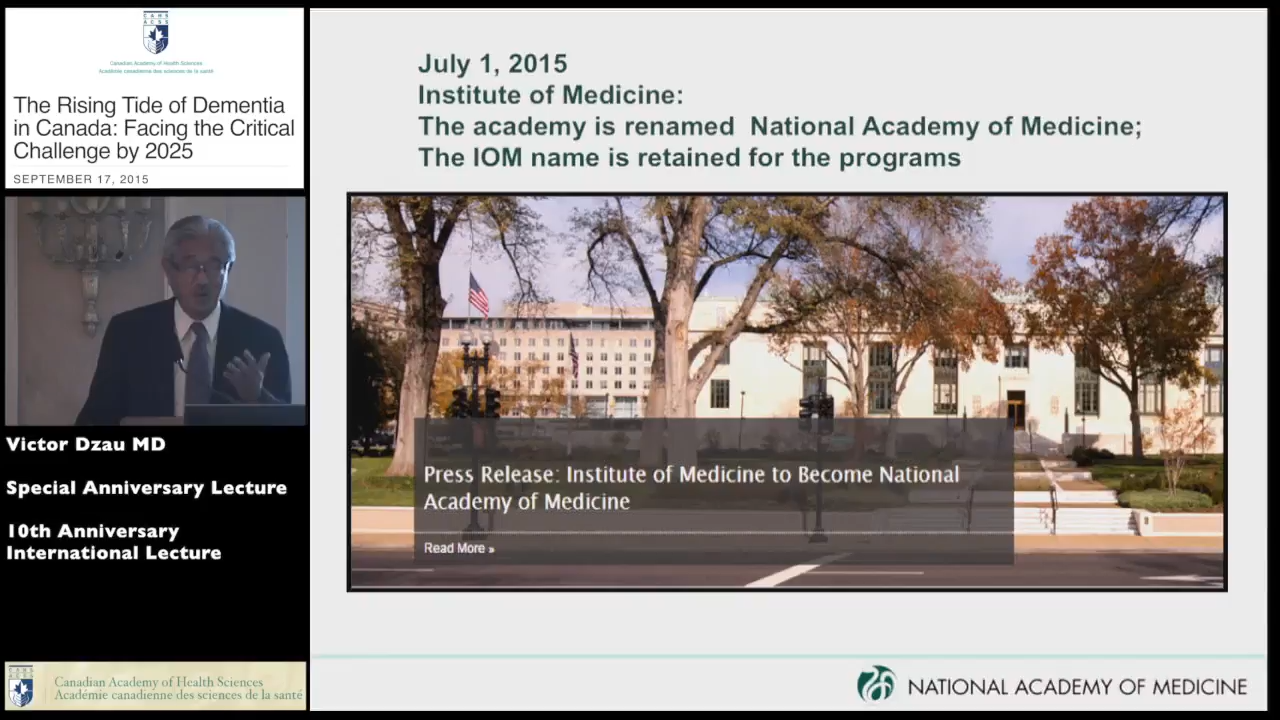 CAHS
ACSS
Canadian Academy of Health Sciences
Académie canadienne des sciences de la santé
The Rising Tide of Dementia
in Canada: Facing the Critical
Challenge by 2025
SEPTEMBER 17, 2015
Victor Dzau MD
Special Anniversary Lecture
10th Anniversary
International Lecture
CAHS
ACSS
Canadian Academy of Health Sciences
Académie canadienne des sciences de la santé
July 1, 2015
Institute of Medicine:
The academy is renamed National Academy of Medicine;
The IOM name is retained for the programs
Press Release: Institute of Medicine to Become National
Academy of Medicine
Read More »
NATIONAL ACADEMY OF MEDICINE